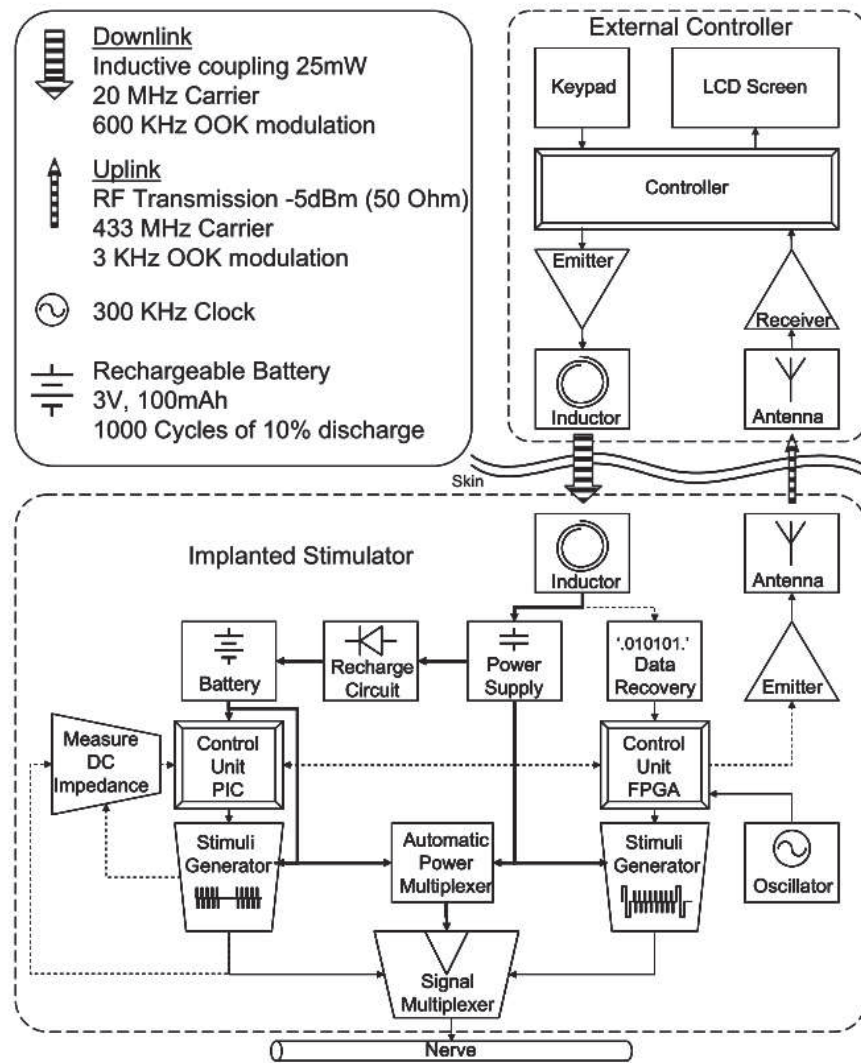 Downlink
Inductive coupling 25mW
20 MHz Carrier
600 KHz OOK modulation
Uplink
RF Transmission -5dBm (50 Ohm)
433 MHz Carrier
3 KHz OOK modulation
300 KHz Clock
Rechargeable Battery
3V, 100mAh
1000 Cycles of 10% discharge
External Controller
Keypad
LCD Screen
Controller
Emitter
Receiver
Inductor
Antenna
Skin
Implanted Stimulator
Inductor
Antenna
Battery
Recharge
Circuit
Power
Supply
'.010101.'
Data
Recovery
Emitter
Measure
DC
Impedance
Control
Unit
PIC
Control
Unit
FPGA
Stimuli
Generator
Automatic
Power
Multiplexer
Stimuli
Generator
Oscillator
Signal
Multiplexer
Nerve